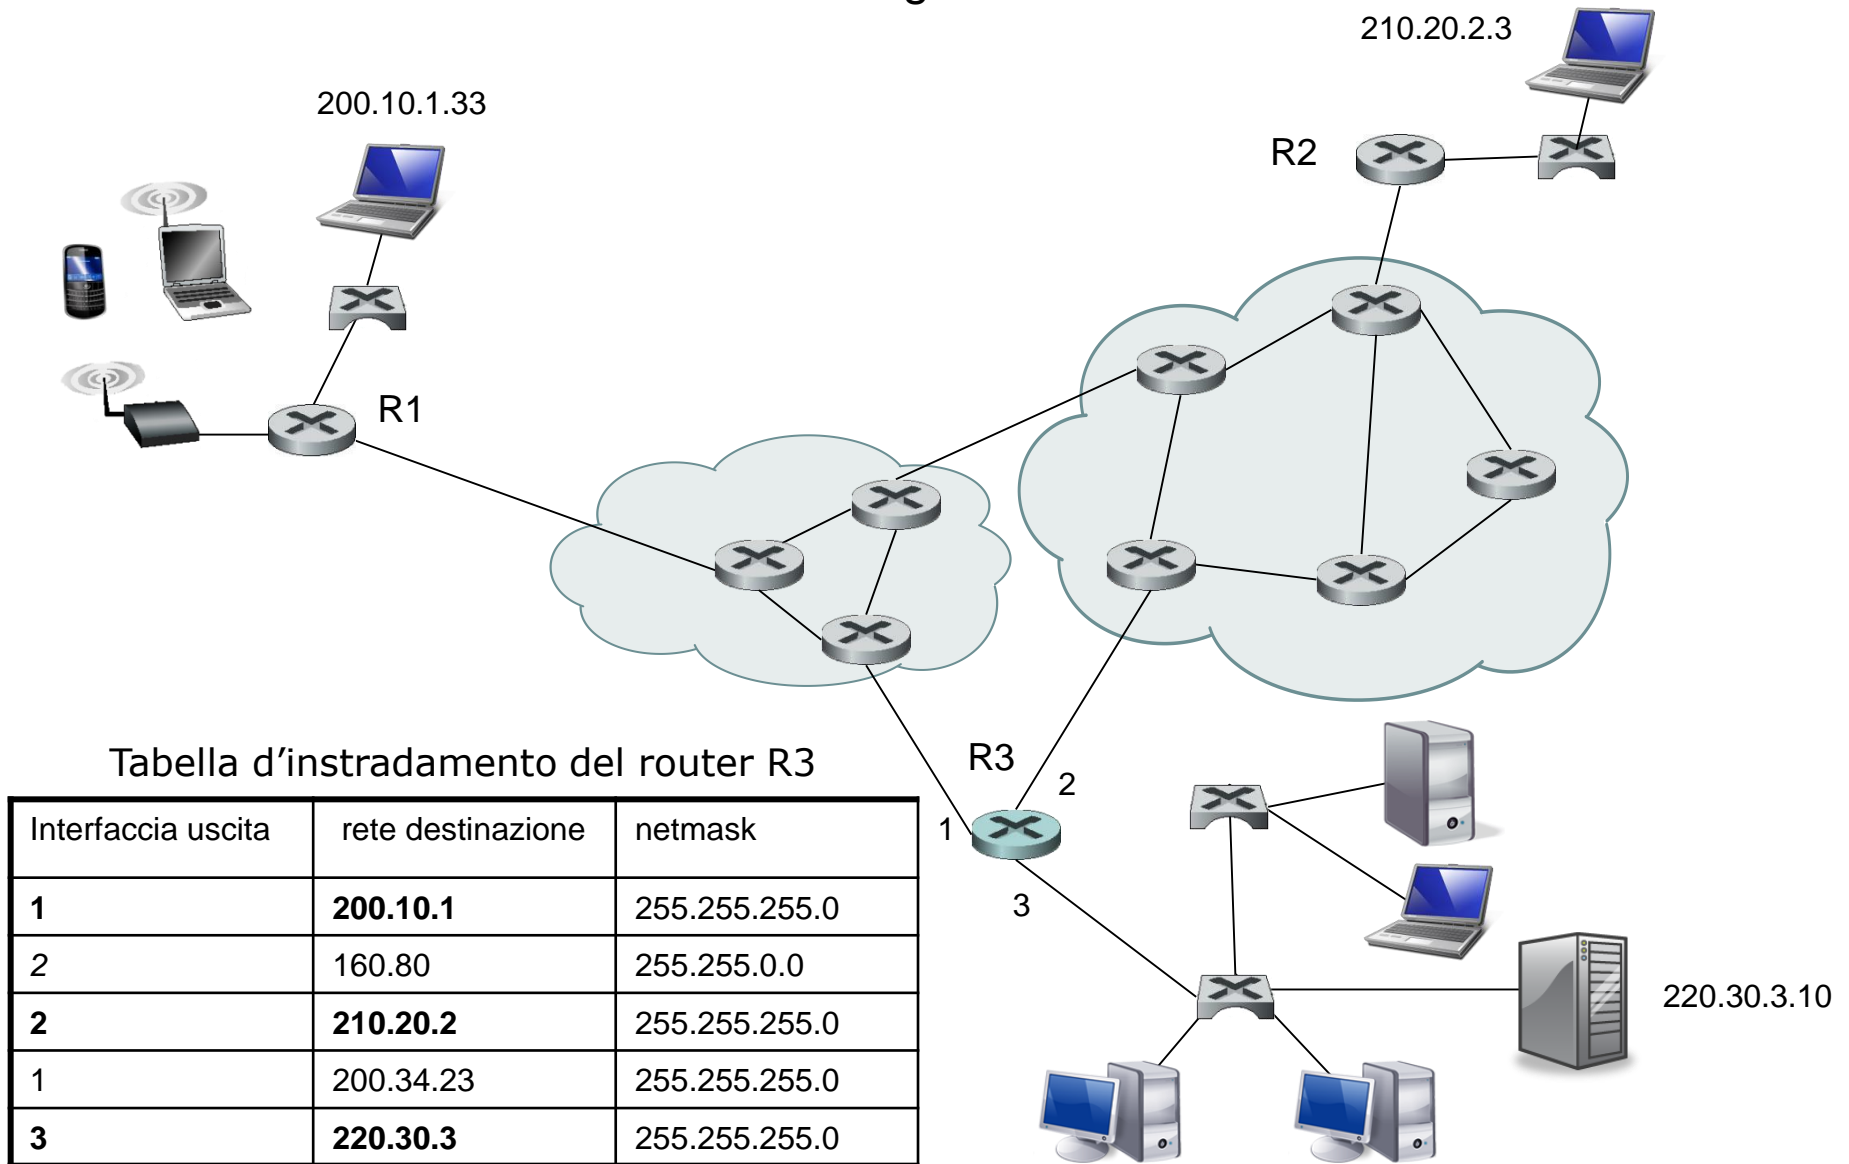 210.20.2.3
200.10.1.33
R2
R1
Tabella d’instradamento del router R3
R3
2
1
3
Interfaccia uscita rete destinazione netmask
1 200.10.1 255.255.255.0
2 160.80 255.255.0.0
2 210.20.2 255.255.255.0
1 200.34.23 255.255.255.0
3 220.30.3 255.255.255.0
220.30.3.10